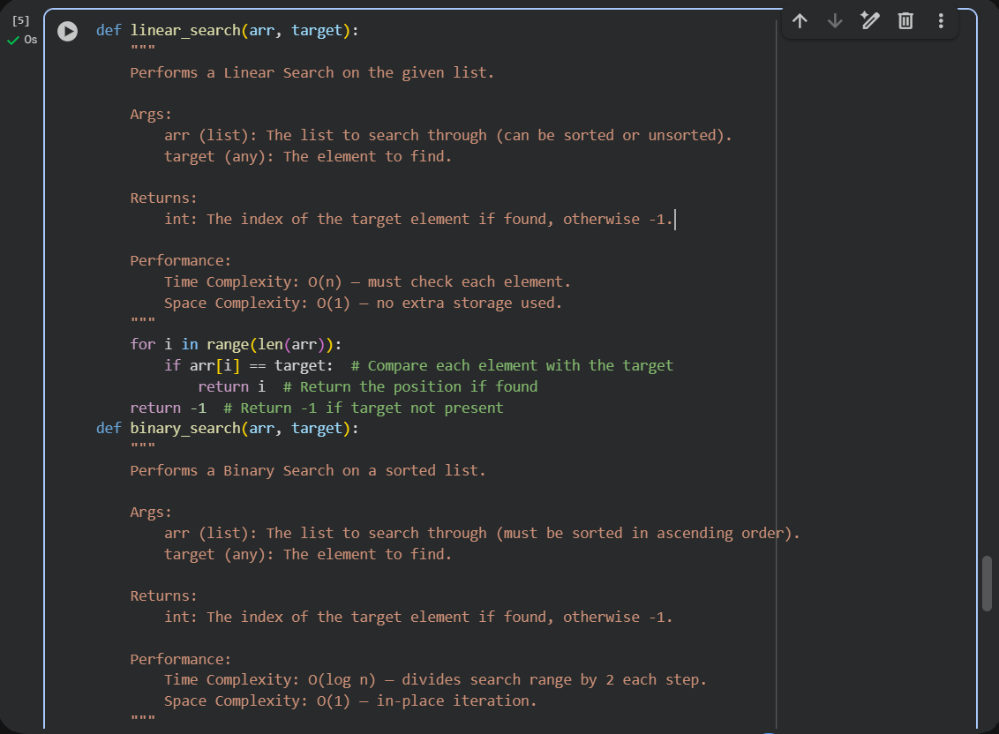 [5]
0s
def linear_search(arr, target):
"""
Performs a Linear Search on the given list.
Args:
arr (list): The list to search through (can be sorted or unsorted).
target (any): The element to find.
Returns:
int: The index of the target element if found, otherwise -1.
Performance:
Time Complexity: O(n) – must check each element.
Space Complexity: O(1) – no extra storage used.
"""
for i in range(len(arr)):
if arr[i] == target:  # Compare each element with the target
return i  # Return the position if found
return -1  # Return -1 if target not present
def binary_search(arr, target):
"""
Performs a Binary Search on a sorted list.
Args:
arr (list): The list to search through (must be sorted in ascending order).
target (any): The element to find.
Returns:
int: The index of the target element if found, otherwise -1.
Performance:
Time Complexity: O(log n) – divides search range by 2 each step.
Space Complexity: O(1) – in-place iteration.
"""